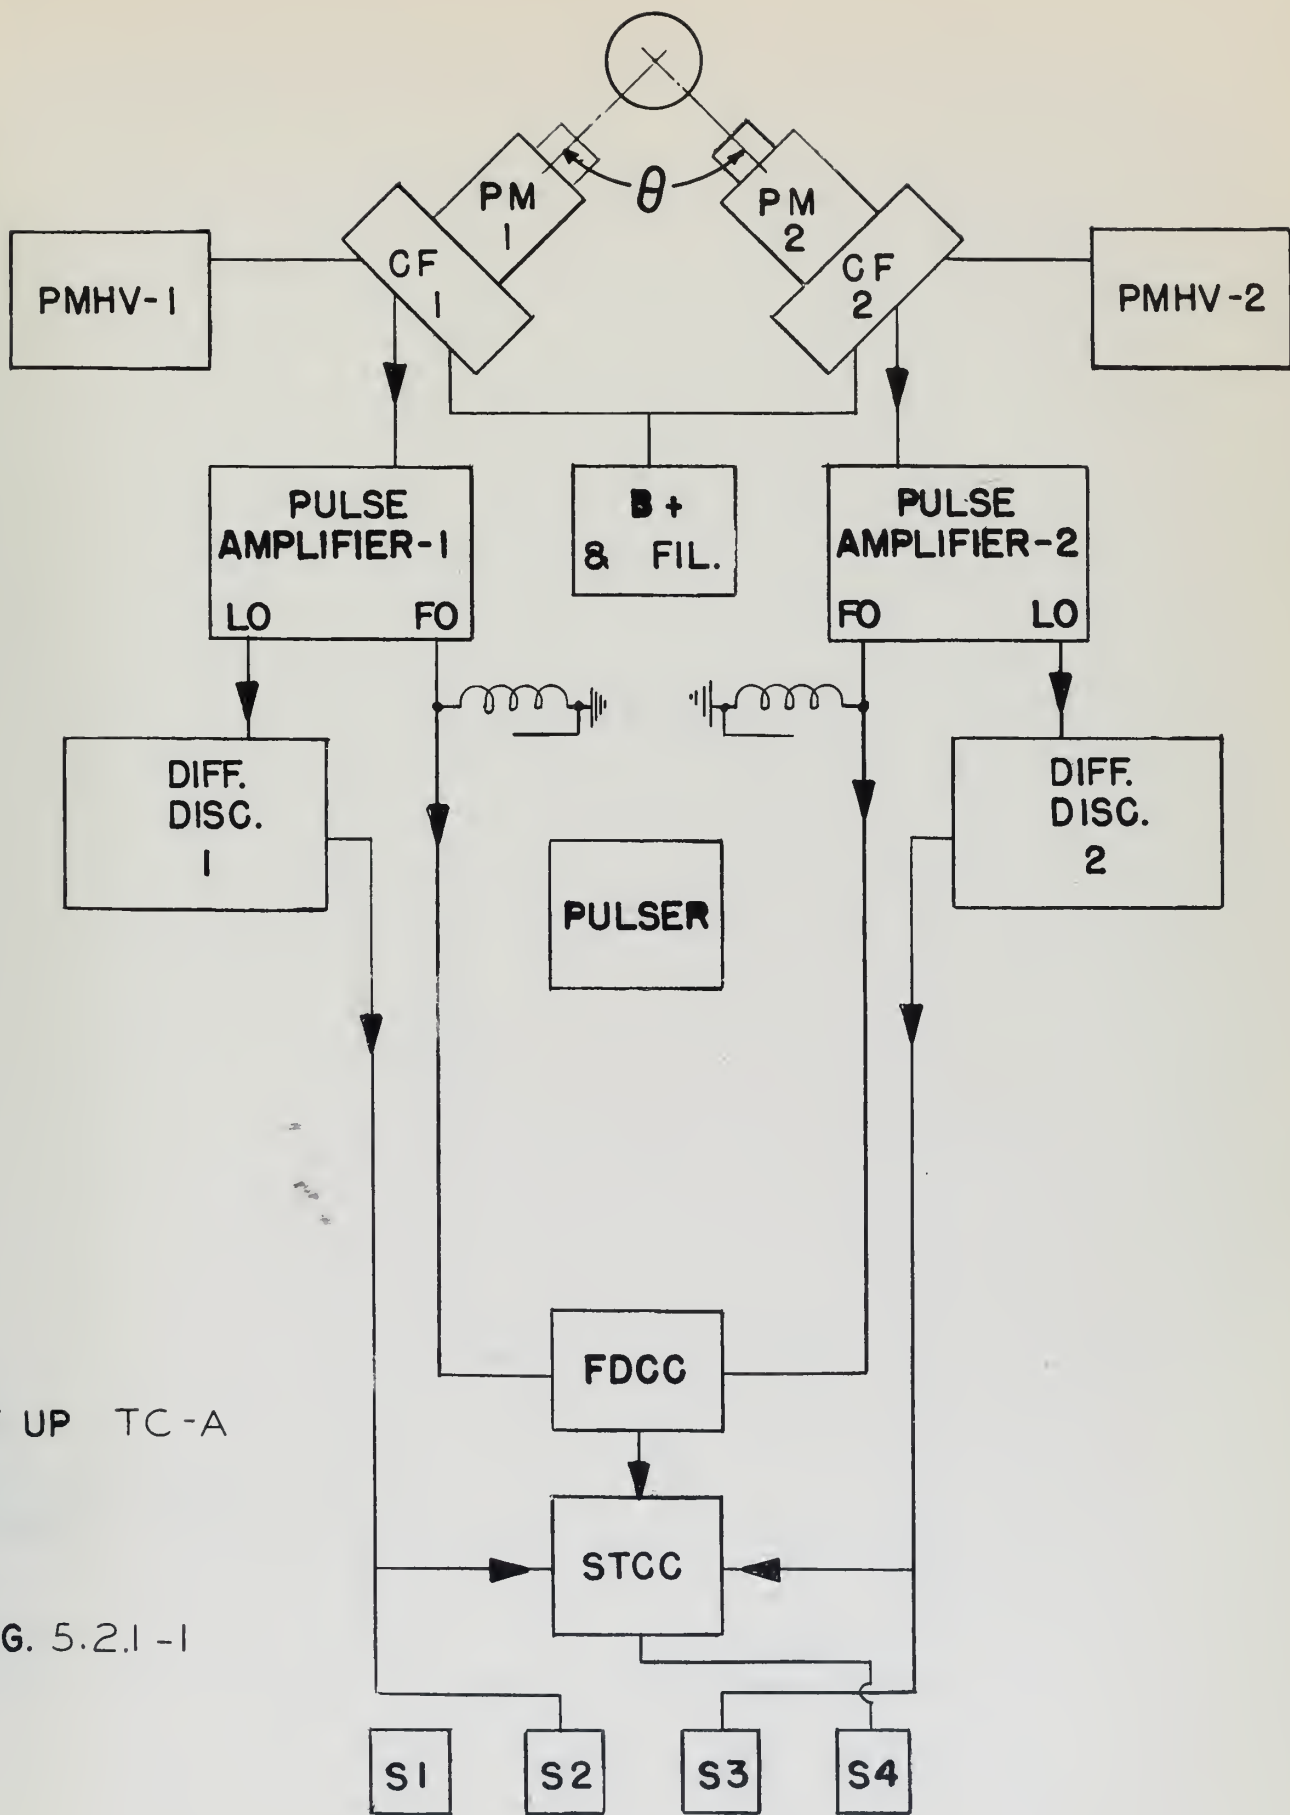 θ
PM
1
PM
2
CF
1
CF
2
PMHV-1
PMHV-2
PULSE
AMPLIFIER-1
LO FO
B+
& FIL.
PULSE
AMPLIFIER-2
FO LO
DIFF.
DISC.
1
DIFF.
DISC.
2
PULSER
FDCC
UP TC-A
STCC
G. 5.2.1-1
S1
S2
S3
S4